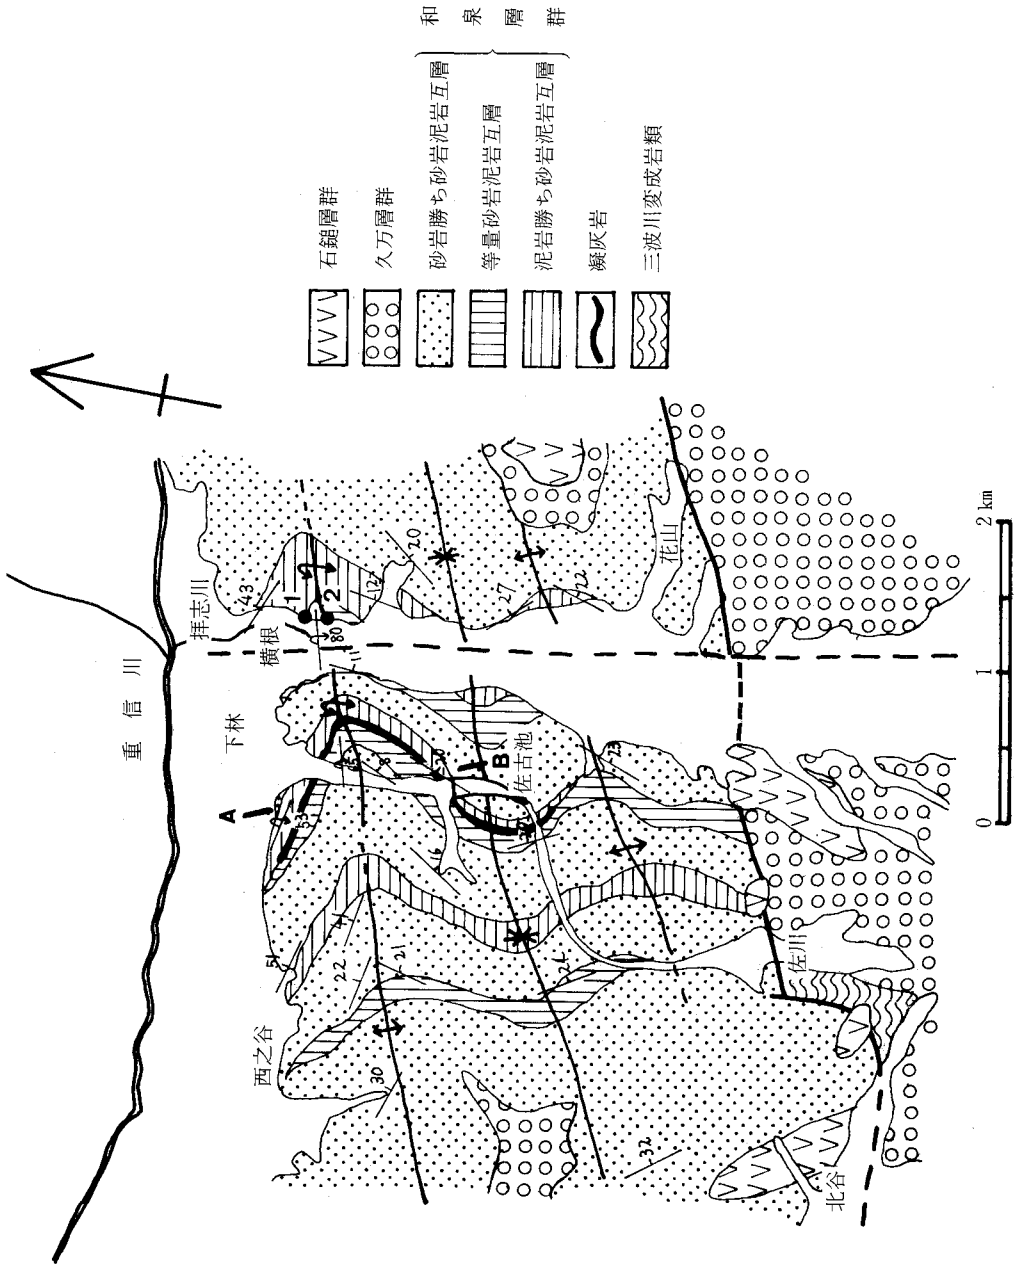 和泉層群
石鎚層群
久万層群
砂岩勝ち砂岩泥岩互層
等量砂岩泥岩互層
泥岩勝ち砂岩泥岩互層
凝灰岩
三波川変成岩類
重信川
拝志川
横根
下林
西之谷
佐古池
花山
佐川
北谷
A
B
1
2
43
12
20
27
22
80
11
23
53
51
41
22
21
30
32
0 1 2 km